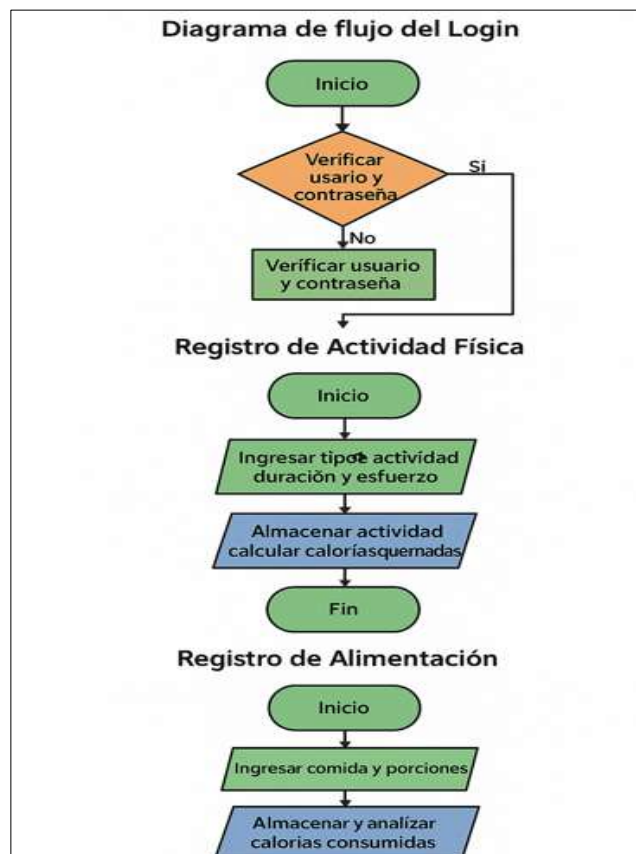 Diagrama de flujo del Login
Inicio
Verificar
usario y
contraseña
Si
No
Verificar usuario
y contraseña
Registro de Actividad Física
Inicio
Ingresar tipoe actividad
duración y esfuerzo
Almacenar actividad
calcular caloríasquemadas
Fin
Registro de Alimentación
Inicio
Ingresar comida y porciones
Almacenar y analízar
calorias consumidas